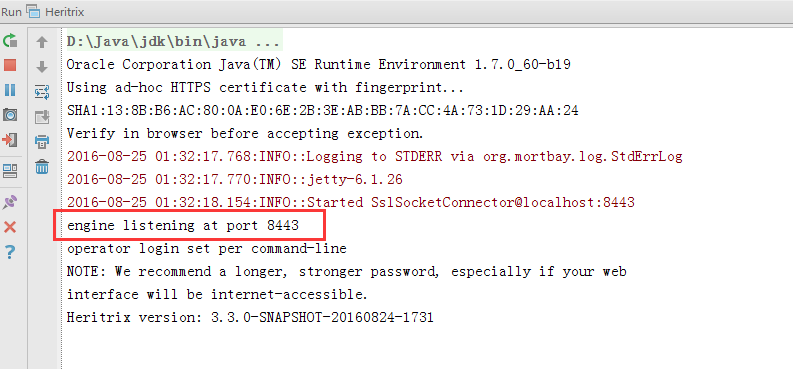 Run Heritrix
D:\Java\jdk\bin\java ...
Oracle Corporation Java(TM) SE Runtime Environment 1.7.0_60-b19
Using ad-hoc HTTPS certificate with fingerprint...
SHA1:13:8B:B6:AC:80:0A:E0:6E:2B:3E:AB:BB:7A:CC:4A:73:1D:29:AA:24
Verify in browser before accepting exception.
2016-08-25 01:32:17.768:INFO::Logging to STDERR via org.mortbay.log.StdErrLog
2016-08-25 01:32:17.770:INFO::jetty-6.1.26
2016-08-25 01:32:18.154:INFO::Started SslSocketConnector@localhost:8443
engine listening at port 8443
operator login set per command-line
NOTE: We recommend a longer, stronger password, especially if your web
interface will be internet-accessible.
Heritrix version: 3.3.0-SNAPSHOT-20160824-1731